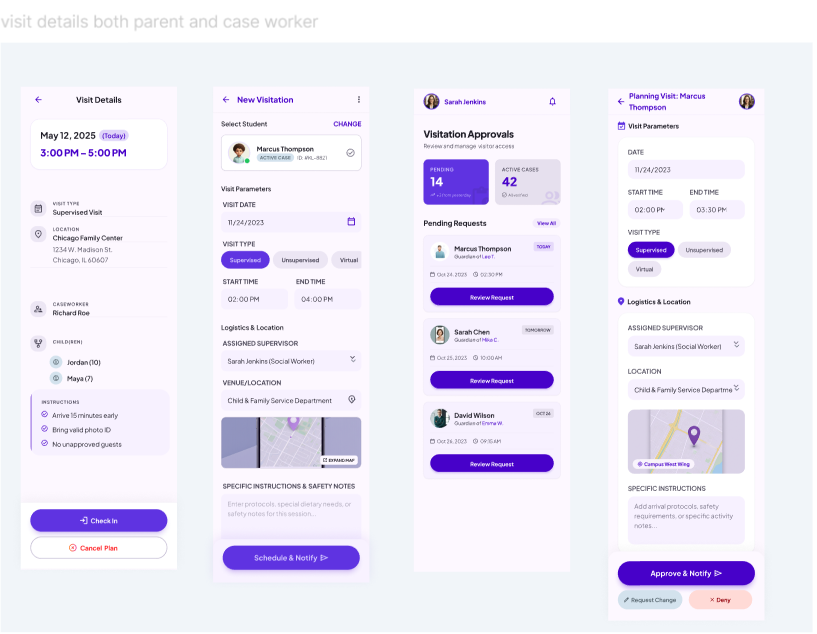 visit details both parent and case worker
Visit Details
May 12, 2025 (Today)
3:00 PM – 5:00 PM
VISIT TYPE
Supervised Visit
LOCATION
Chicago Family Center
1234 W. Madison St.
Chicago, IL 60607
CASEWORKER
Richard Roe
CHILD(REN)
Jordan (10)
Maya (7)
INSTRUCTIONS
Arrive 15 minutes early
Bring valid photo ID
No unapproved guests
Check In
Cancel Plan
New Visitation
Select Student
CHANGE
Marcus Thompson
ACTIVE CASE ID: #RL-8821
Visit Parameters
VISIT DATE
11/24/2023
VISIT TYPE
Supervised Unsupervised Virtual
START TIME END TIME
02:00 PM 04:00 PM
Logistics & Location
ASSIGNED SUPERVISOR
Sarah Jenkins (Social Worker)
VENUE/LOCATION
Child & Family Service Department
EXPAND MAP
SPECIFIC INSTRUCTIONS & SAFETY NOTES
Enter protocols, special dietary needs, or
safety notes for this session...
Schedule & Notify
Sarah Jenkins
Visitation Approvals
Review and manage visitor access
PENDING
14
ACTIVE CASES
42
Pending Requests
View All
Marcus Thompson
TODAY
Guardian of Leo T.
Oct 24, 2023 02:30 PM
Review Request
Sarah Chen
TOMORROW
Guardian of Mike C.
Oct 25, 2023 10:00 AM
Review Request
David Wilson
OCT 26
Guardian of Emma W.
Oct 26, 2023 09:15 AM
Review Request
Planning Visit: Marcus
Thompson
Visit Parameters
DATE
11/24/2023
START TIME END TIME
02:00 PM 03:30 PM
VISIT TYPE
Supervised Unsupervised
Virtual
Logistics & Location
ASSIGNED SUPERVISOR
Sarah Jenkins (Social Worker)
LOCATION
Child & Family Service Departme
Campus West Wing
SPECIFIC INSTRUCTIONS
Add arrival protocols, safety
requirements, or specific activity
notes...
Approve & Notify
Request Change
Deny